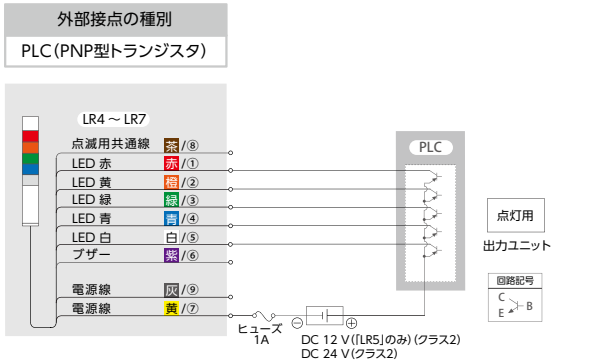 外部接点の種別
PLC(PNP型トランジスタ)
LR4 ～ LR7
点滅用共通線 茶/⑧
LED 赤 赤/①
LED 黄 橙/②
LED 緑 緑/③
LED 青 青/④
LED 白 白/⑤
ブザー 紫/⑥
電源線 灰/⑨
電源線 黄/⑦
ヒューズ
1A
DC 12 V(「LR5」のみ)(クラス2)
DC 24 V(クラス2)
PLC
点灯用
出力ユニット
回路記号
C
B
E